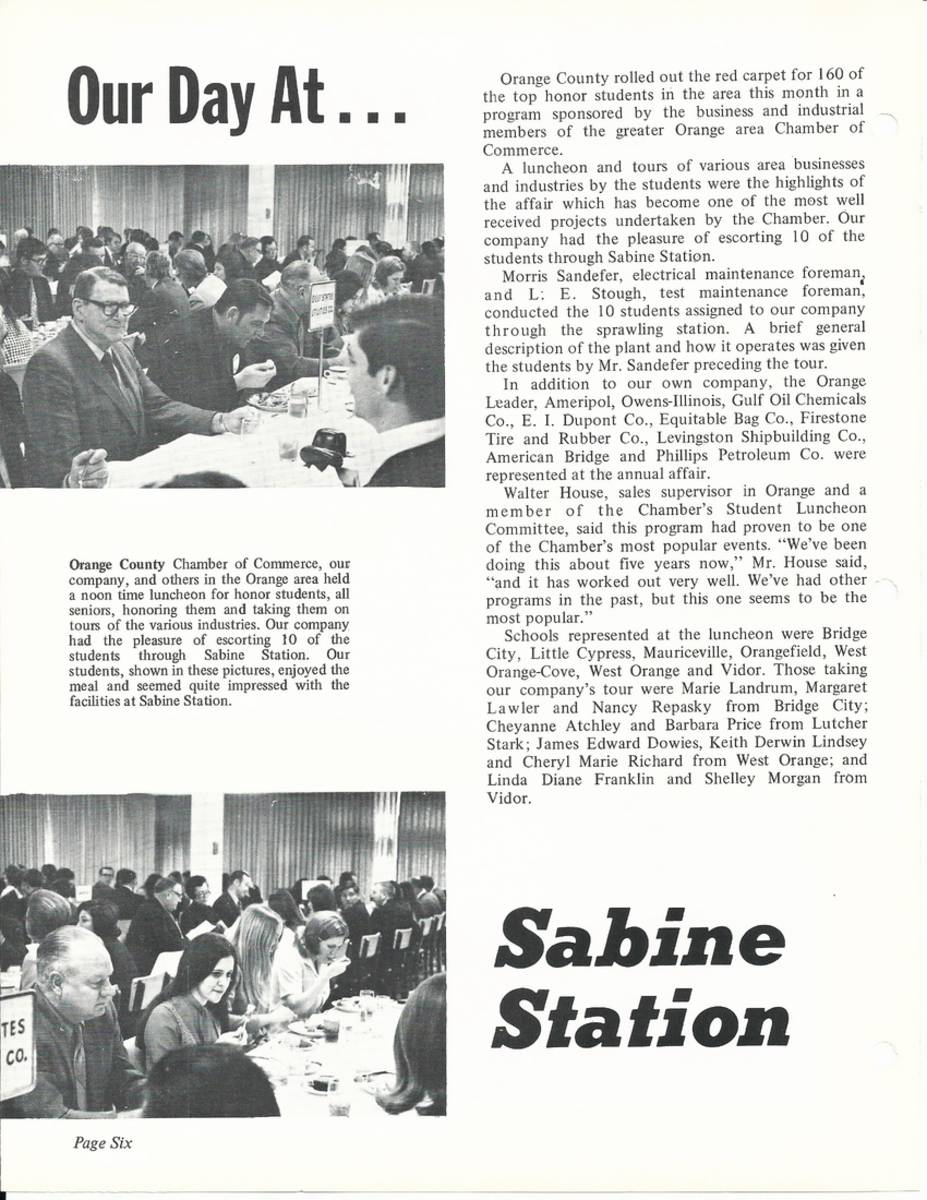 Our Day At . . .
GULF STATES
UTILITIES CO.
Orange County Chamber of Commerce, our
company, and others in the Orange area held
a noon time luncheon for honor students, all
seniors, honoring them and taking them on
tours of the various industries. Our company
had the pleasure of escorting 10 of the
students through Sabine Station. Our
students, shown in these pictures, enjoyed the
meal and seemed quite impressed with the
facilities at Sabine Station.
TES
CO.
Page Six
Orange County rolled out the red carpet for 160 of
the top honor students in the area this month in a
program sponsored by the business and industrial
members of the greater Orange area Chamber of
Commerce.
A luncheon and tours of various area businesses
and industries by the students were the highlights of
the affair which has become one of the most well
received projects undertaken by the Chamber. Our
company had the pleasure of escorting 10 of the
students through Sabine Station.
Morris Sandefer, electrical maintenance foreman,
and L: E. Stough, test maintenance foreman,
conducted the 10 students assigned to our company
through the sprawling station. A brief general
description of the plant and how it operates was given
the students by Mr. Sandefer preceding the tour.
In addition to our own company, the Orange
Leader, Ameripol, Owens-Illinois, Gulf Oil Chemicals
Co., E. I. Dupont Co., Equitable Bag Co., Firestone
Tire and Rubber Co., Levingston Shipbuilding Co.,
American Bridge and Phillips Petroleum Co. were
represented at the annual affair.
Walter House, sales supervisor in Orange and a
member of the Chamber's Student Luncheon
Committee, said this program had proven to be one
of the Chamber's most popular events. “We've been
doing this about five years now,” Mr. House said,
“and it has worked out very well. We've had other
programs in the past, but this one seems to be the
most popular.”
Schools represented at the luncheon were Bridge
City, Little Cypress, Mauriceville, Orangefield, West
Orange-Cove, West Orange and Vidor. Those taking
our company's tour were Marie Landrum, Margaret
Lawler and Nancy Repasky from Bridge City;
Cheyanne Atchley and Barbara Price from Lutcher
Stark; James Edward Dowies, Keith Derwin Lindsey
and Cheryl Marie Richard from West Orange; and
Linda Diane Franklin and Shelley Morgan from
Vidor.
Sabine
Station